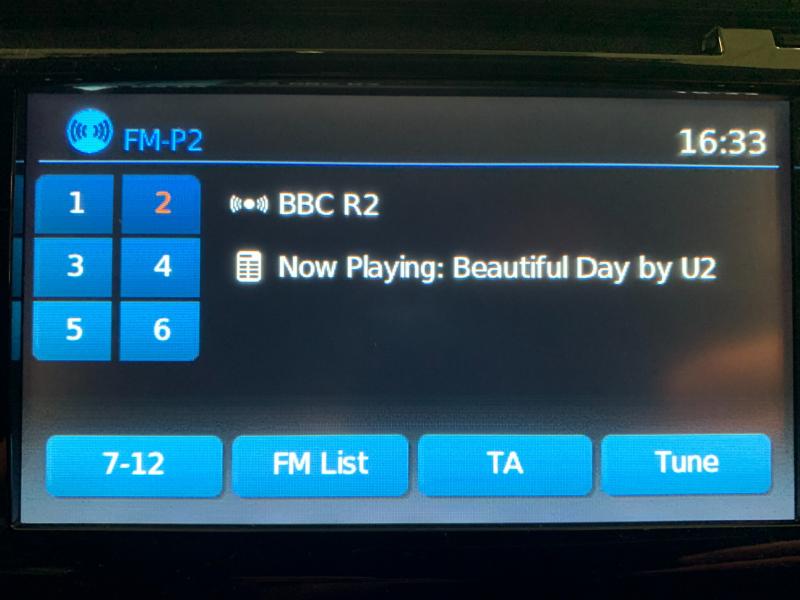 FM-P2 16:33
1 2 BBC R2
3 4 Now Playing: Beautiful Day by U2
5 6
7-12 FM List TA Tune